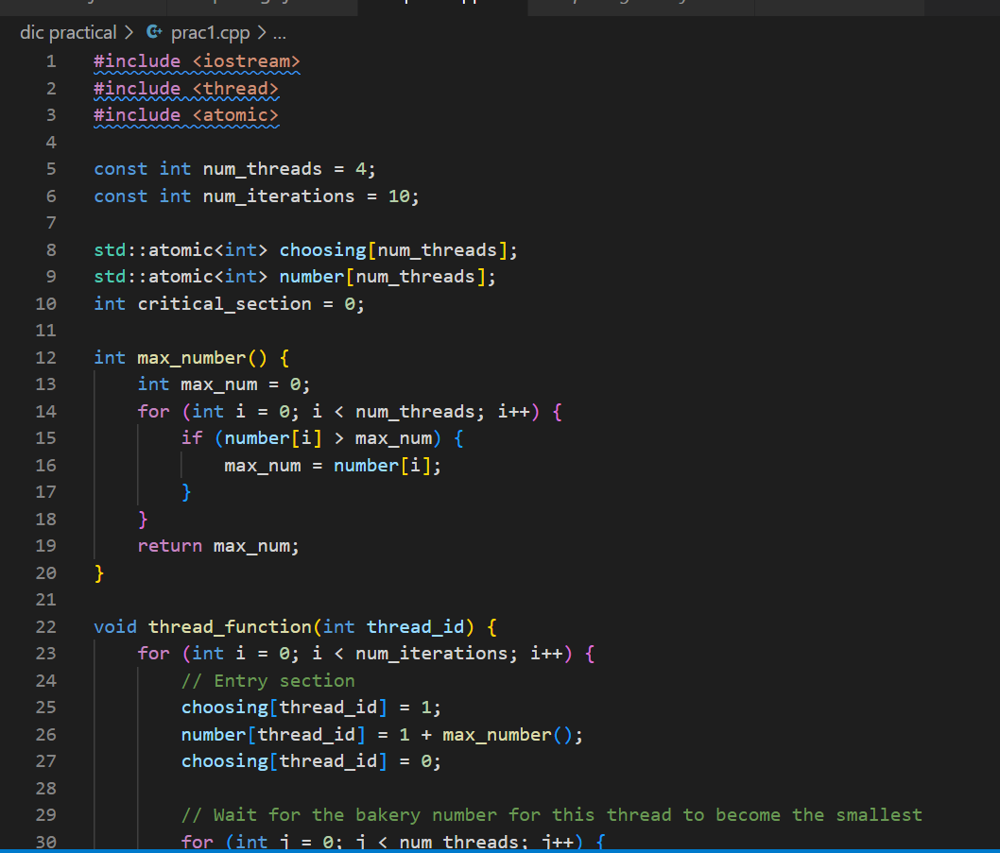 dic practical > prac1.cpp > ...
1 #include <iostream>
2 #include <thread>
3 #include <atomic>
4
5 const int num_threads = 4;
6 const int num_iterations = 10;
7
8 std::atomic<int> choosing[num_threads];
9 std::atomic<int> number[num_threads];
10 int critical_section = 0;
11
12 int max_number() {
13     int max_num = 0;
14     for (int i = 0; i < num_threads; i++) {
15         if (number[i] > max_num) {
16             max_num = number[i];
17         }
18     }
19     return max_num;
20 }
21
22 void thread_function(int thread_id) {
23     for (int i = 0; i < num_iterations; i++) {
24         // Entry section
25         choosing[thread_id] = 1;
26         number[thread_id] = 1 + max_number();
27         choosing[thread_id] = 0;
28
29         // Wait for the bakery number for this thread to become the smallest
30         for (int j = 0; j < num_threads; j++) {